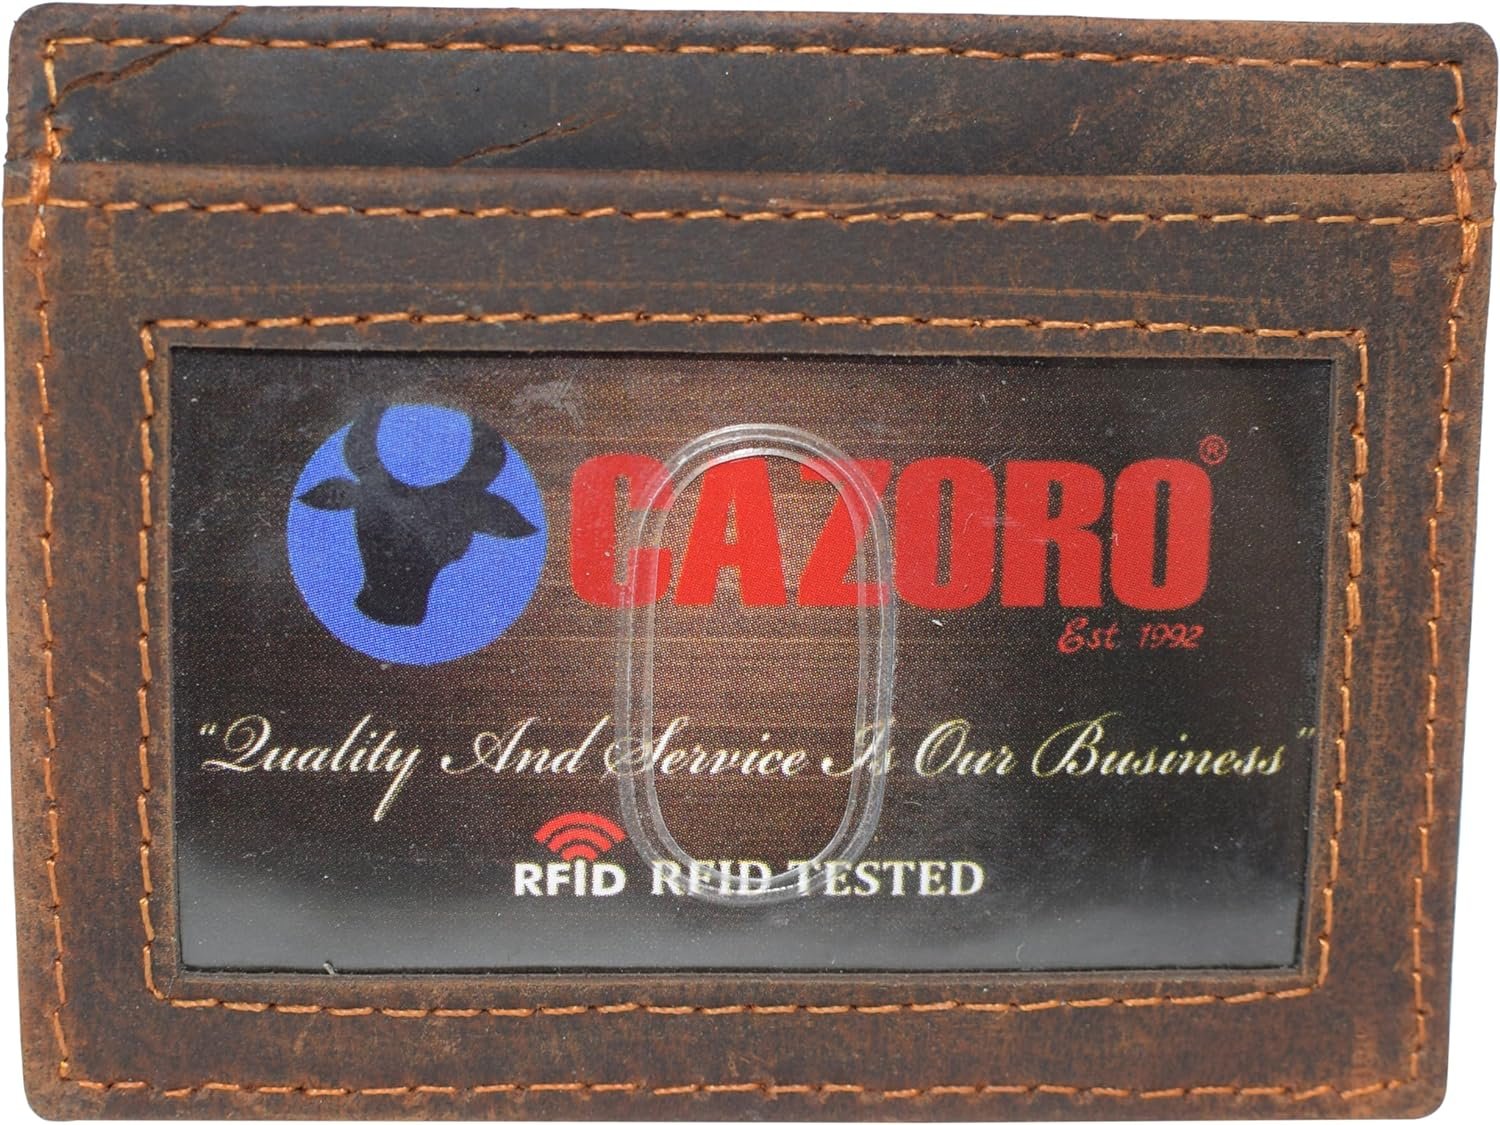 CAZORO®
Est 1992
"Quality And Service Is Our Business"
RFID RFID TESTED